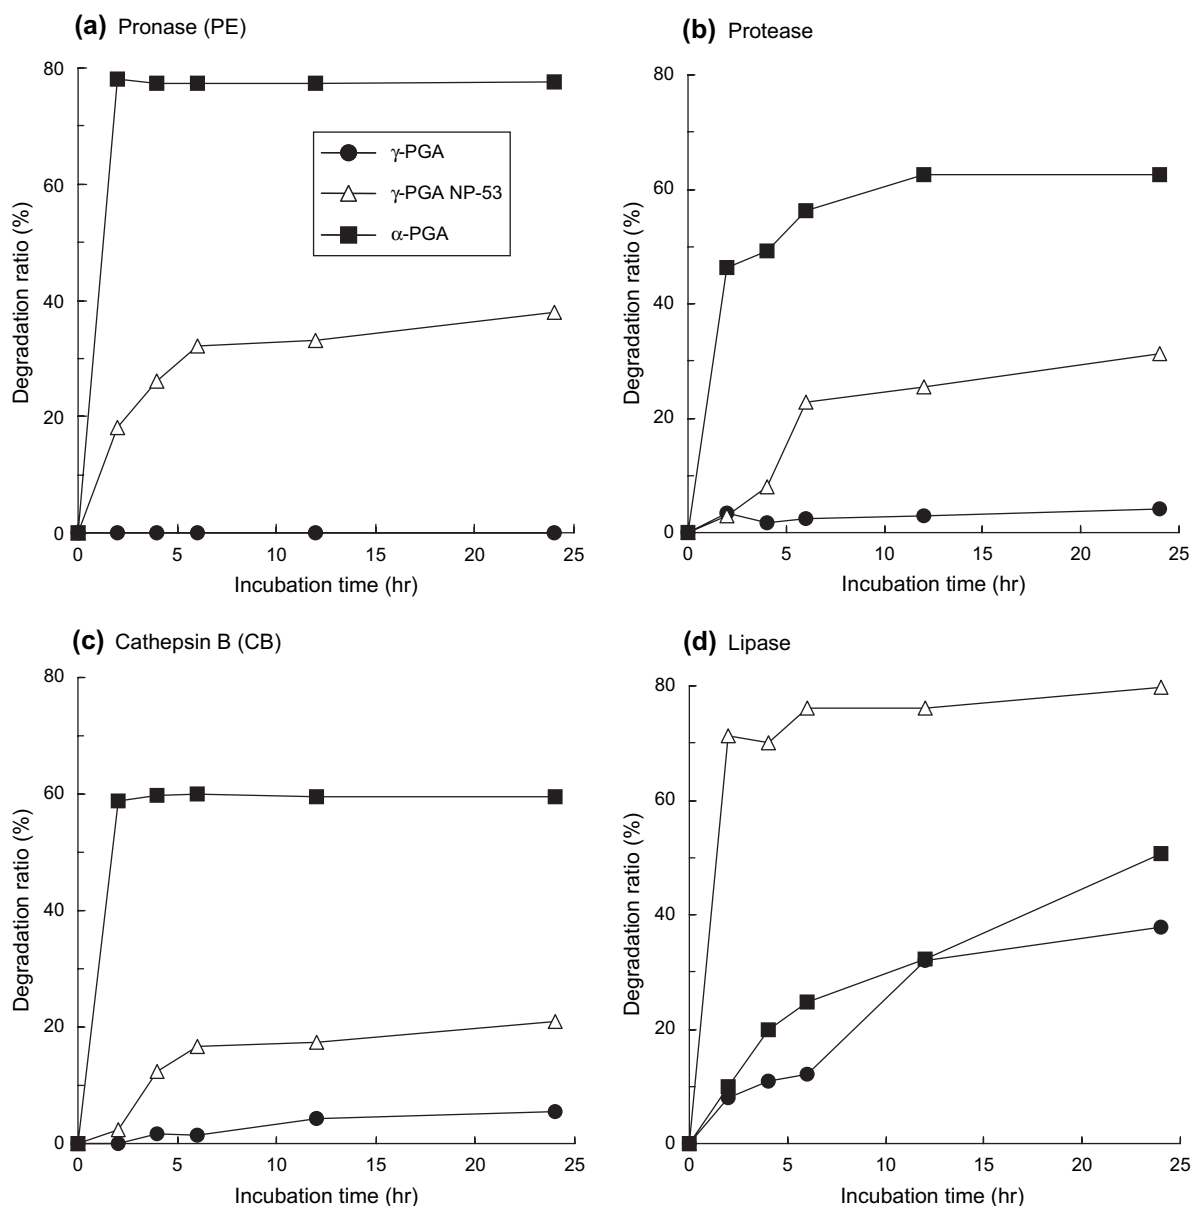 (a) Pronase (PE)
80
60
40
20
0
Degradation ratio (%)
γ-PGA
γ-PGA NP-53
α-PGA
0 5 10 15 20 25
Incubation time (hr)
(b) Protease
80
60
40
20
0
Degradation ratio (%)
0 5 10 15 20 25
Incubation time (hr)
(c) Cathepsin B (CB)
80
60
40
20
0
Degradation ratio (%)
0 5 10 15 20 25
Incubation time (hr)
(d) Lipase
80
60
40
20
0
Degradation ratio (%)
0 5 10 15 20 25
Incubation time (hr)